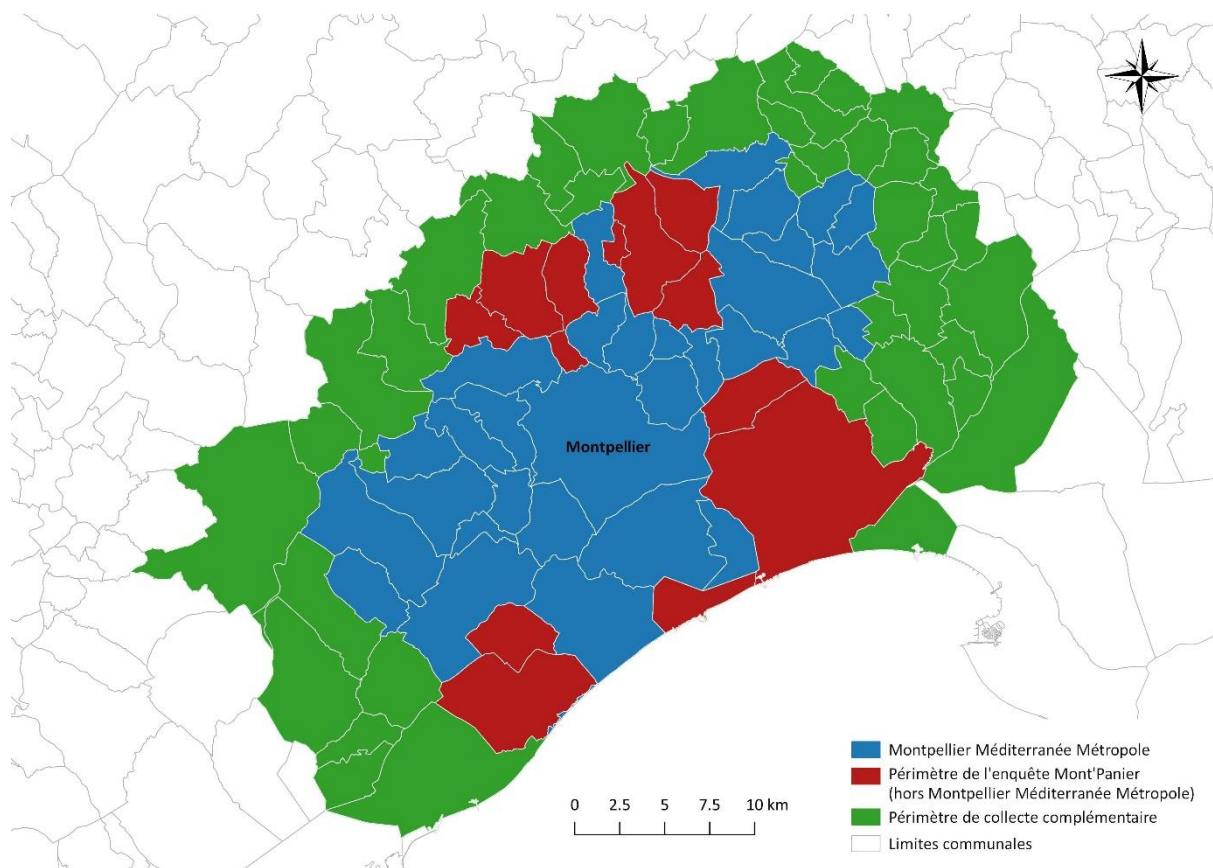 Montpellier
Montpellier Méditerranée Métropole
Périmètre de l'enquête Mont'Panier
(hors Montpellier Méditerranée Métropole)
Périmètre de collecte complémentaire
Limites communales
0 2.5 5 7.5 10 km